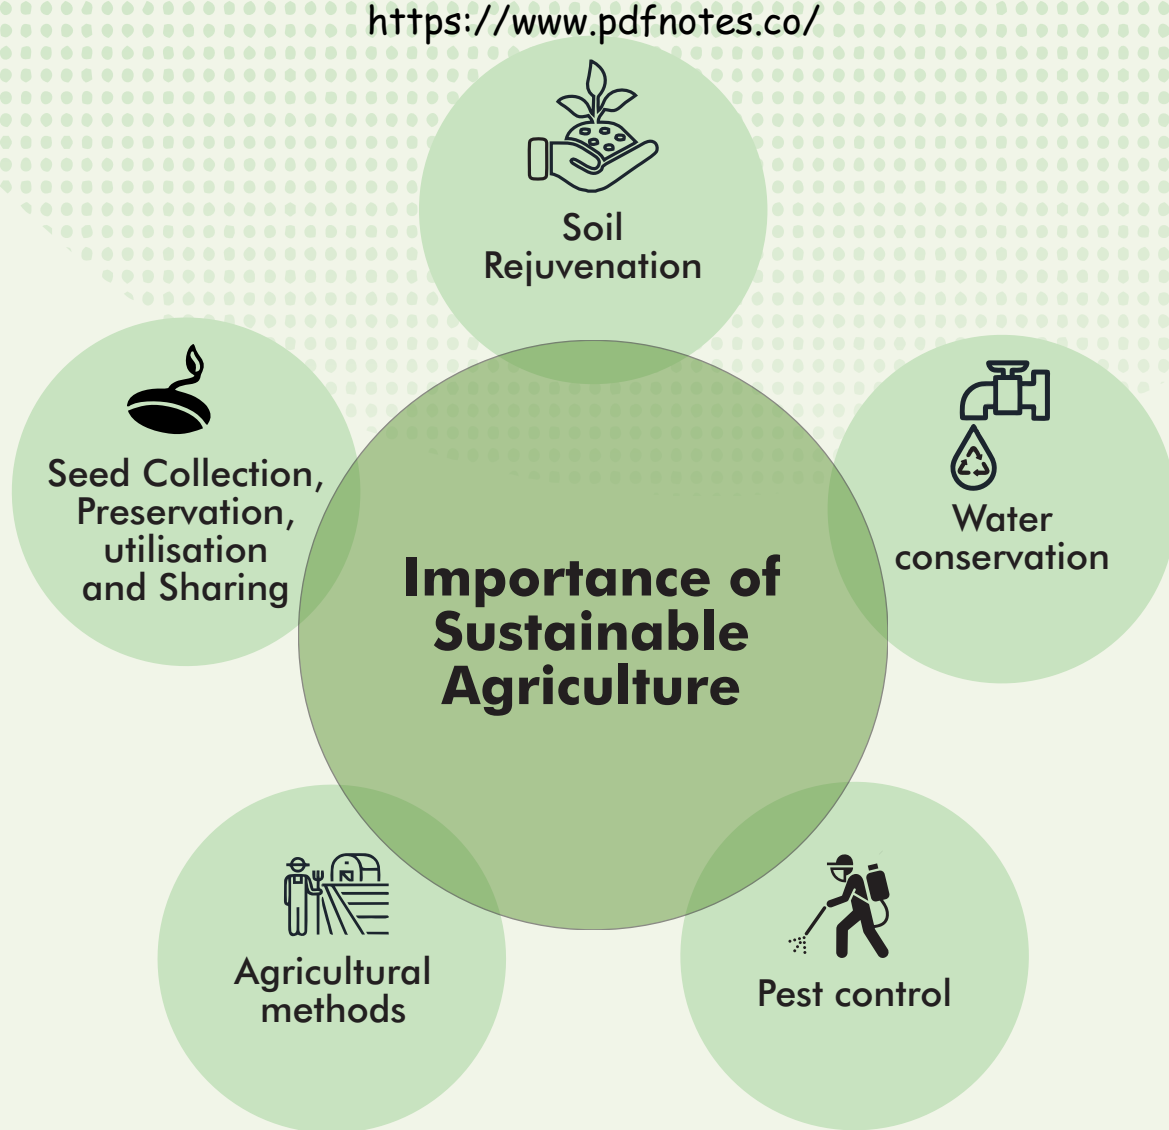 https://www.pdfnotes.co/
Soil
Rejuvenation
Seed Collection,
Preservation,
utilisation
and Sharing
Water
conservation
Importance of
Sustainable
Agriculture
Agricultural
methods
Pest control